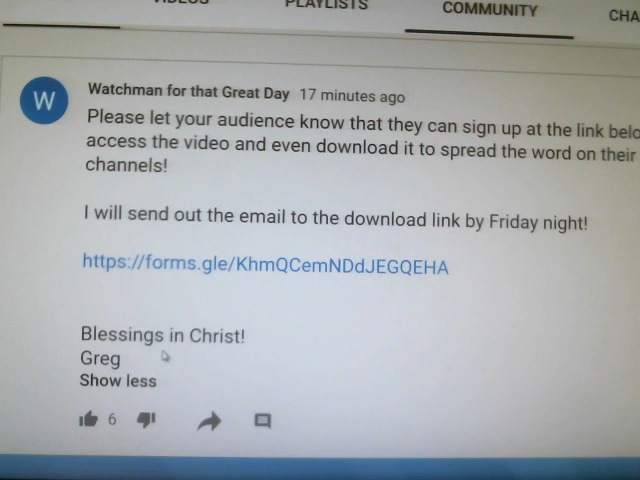 VIDEOS PLAYLISTS COMMUNITY
W
Watchman for that Great Day 17 minutes ago
Please let your audience know that they can sign up at the link
access the video and even download it to spread the word on their
channels!
I will send out the email to the download link by Friday night!
https://forms.gle/KhmQCemNDdJEGQEHA
Blessings in Christ!
Greg
Show less
6